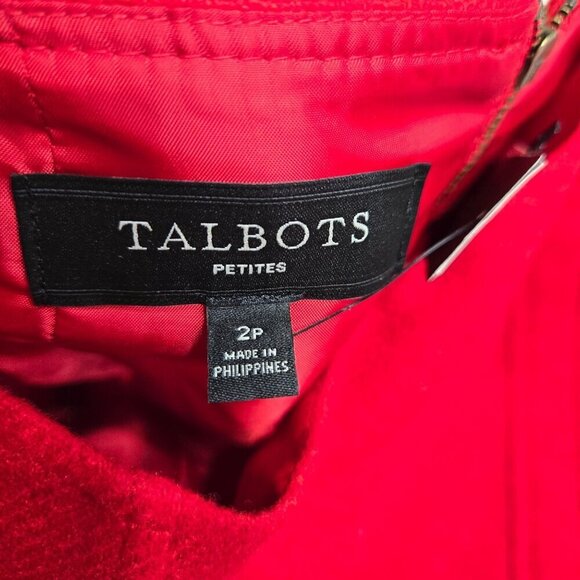 TALBOTS
PETITES
2P
MADE IN
PHILIPPINES